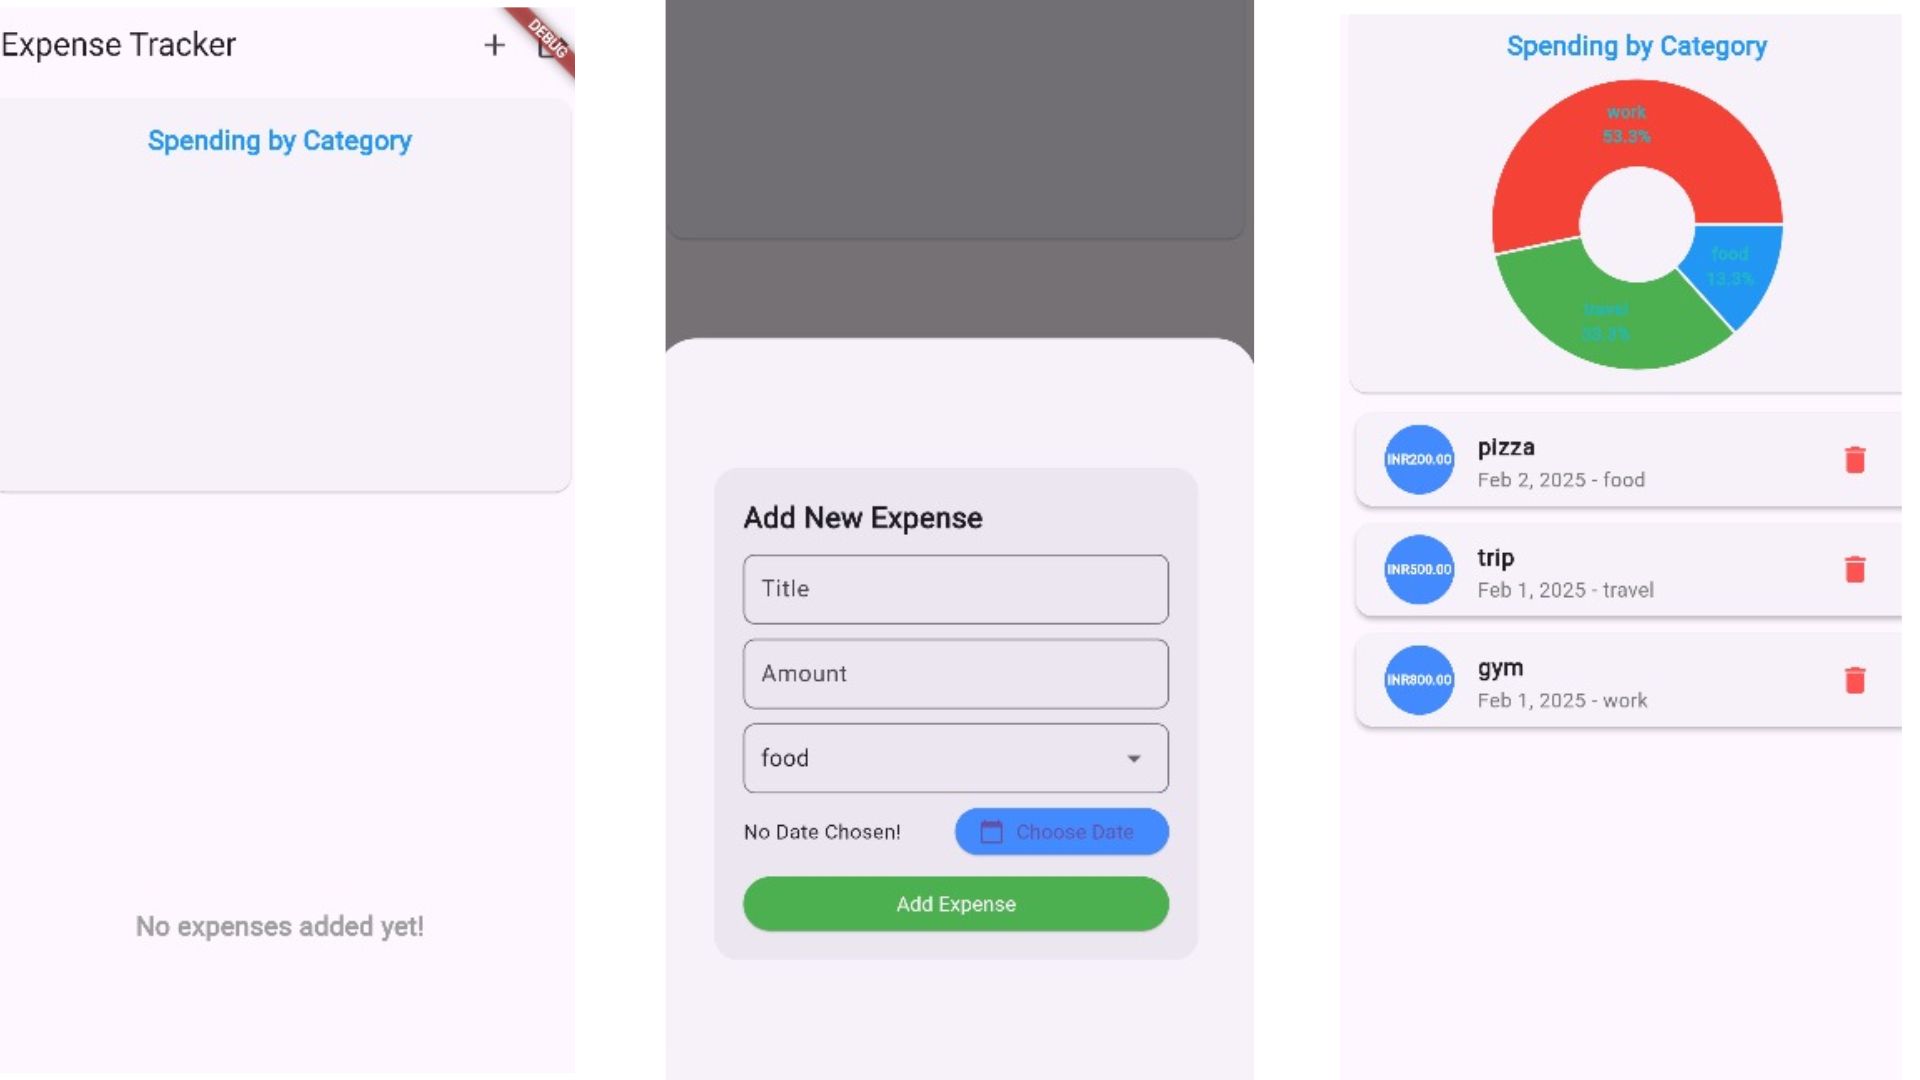 Expense Tracker
DEBUG
Spending by Category
No expenses added yet!
Add New Expense
Title
Amount
food
No Date Chosen!
Choose Date
Add Expense
Spending by Category
work
53.3%
food
13.3%
travel
33.3%
INR200.00
pizza
Feb 2, 2025 - food
INR500.00
trip
Feb 1, 2025 - travel
INR800.00
gym
Feb 1, 2025 - work